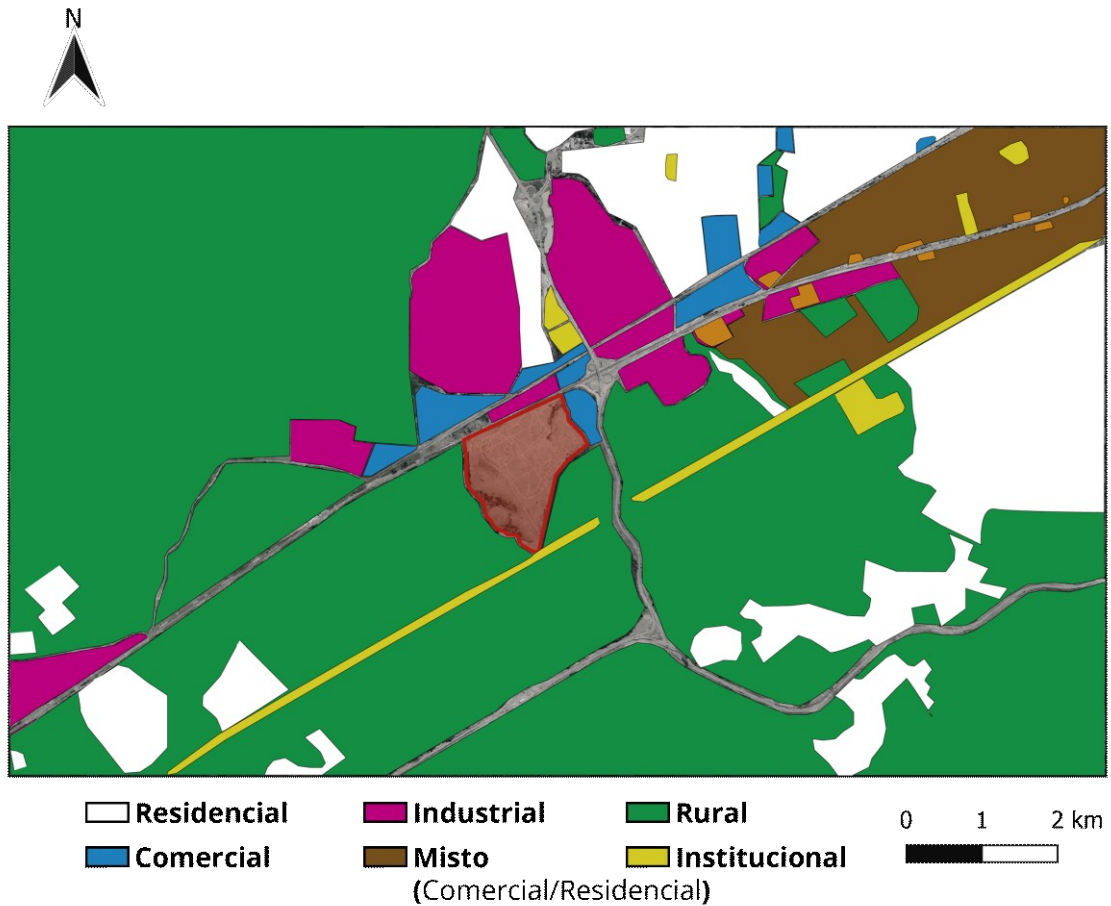 N
Residencial Industrial Rural
Comercial Misto Institucional
(Comercial/Residencial)
0 1 2 km